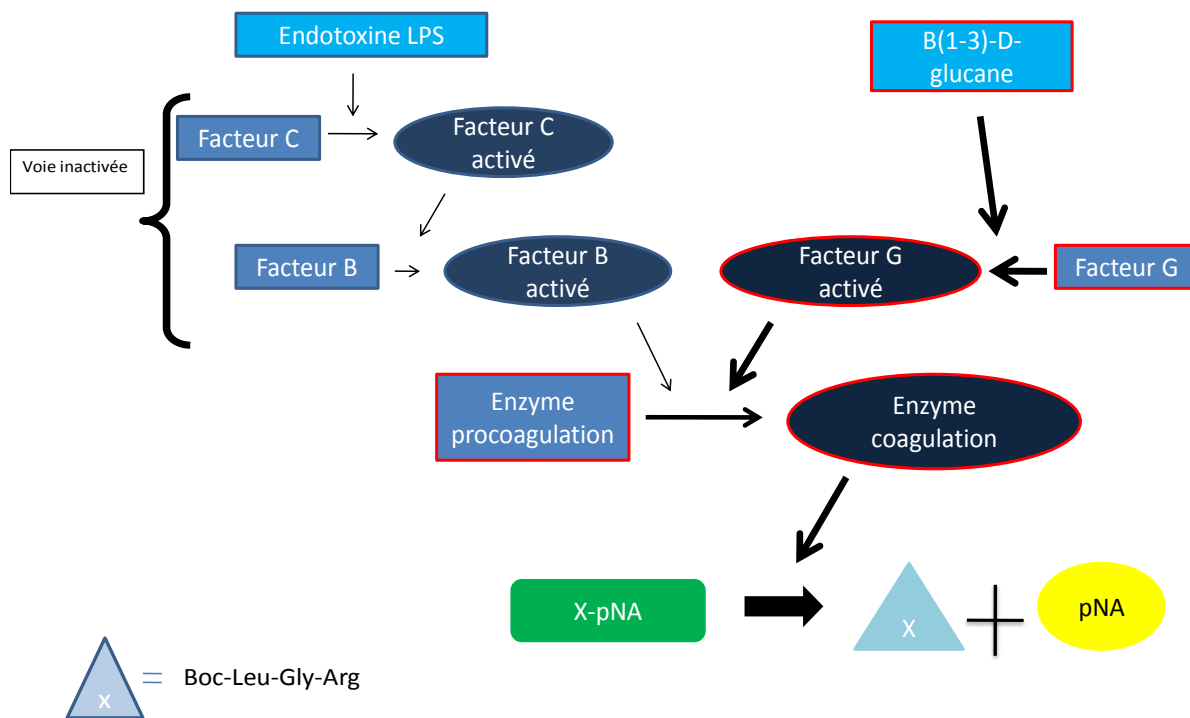 Endotoxine LPS
B(1-3)-D-
glucane
Facteur C
Facteur C
activé
Voie inactivée
Facteur B
Facteur B
activé
Facteur G
activé
Facteur G
Enzyme
procoagulation
Enzyme
coagulation
X-pNA
X
pNA
x
= Boc-Leu-Gly-Arg